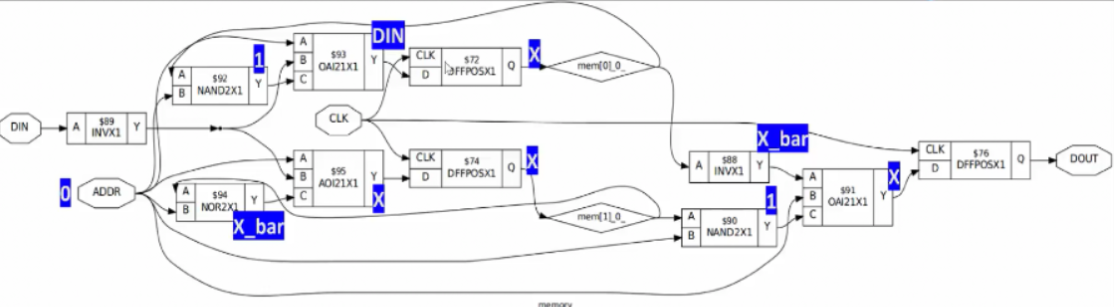 DIN
A $89 INVX1 Y
0
ADDR
A B $92 NAND2X1 Y
1
A B C $93 OAI21X1 Y
DIN
CLK D $72 DFFPOSX1 Q
X
mem[0]_0_
CLK
A B C $95 AOI21X1 Y
X
A B $94 NOR2X1 Y
X_bar
CLK D $74 DFFPOSX1 Q
X
mem[1]_0_
A $88 INVX1 Y
X_bar
A B $90 NAND2X1 Y
1
A B C $91 OAI21X1 Y
X
CLK D $76 DFFPOSX1 Q
DOUT
memory